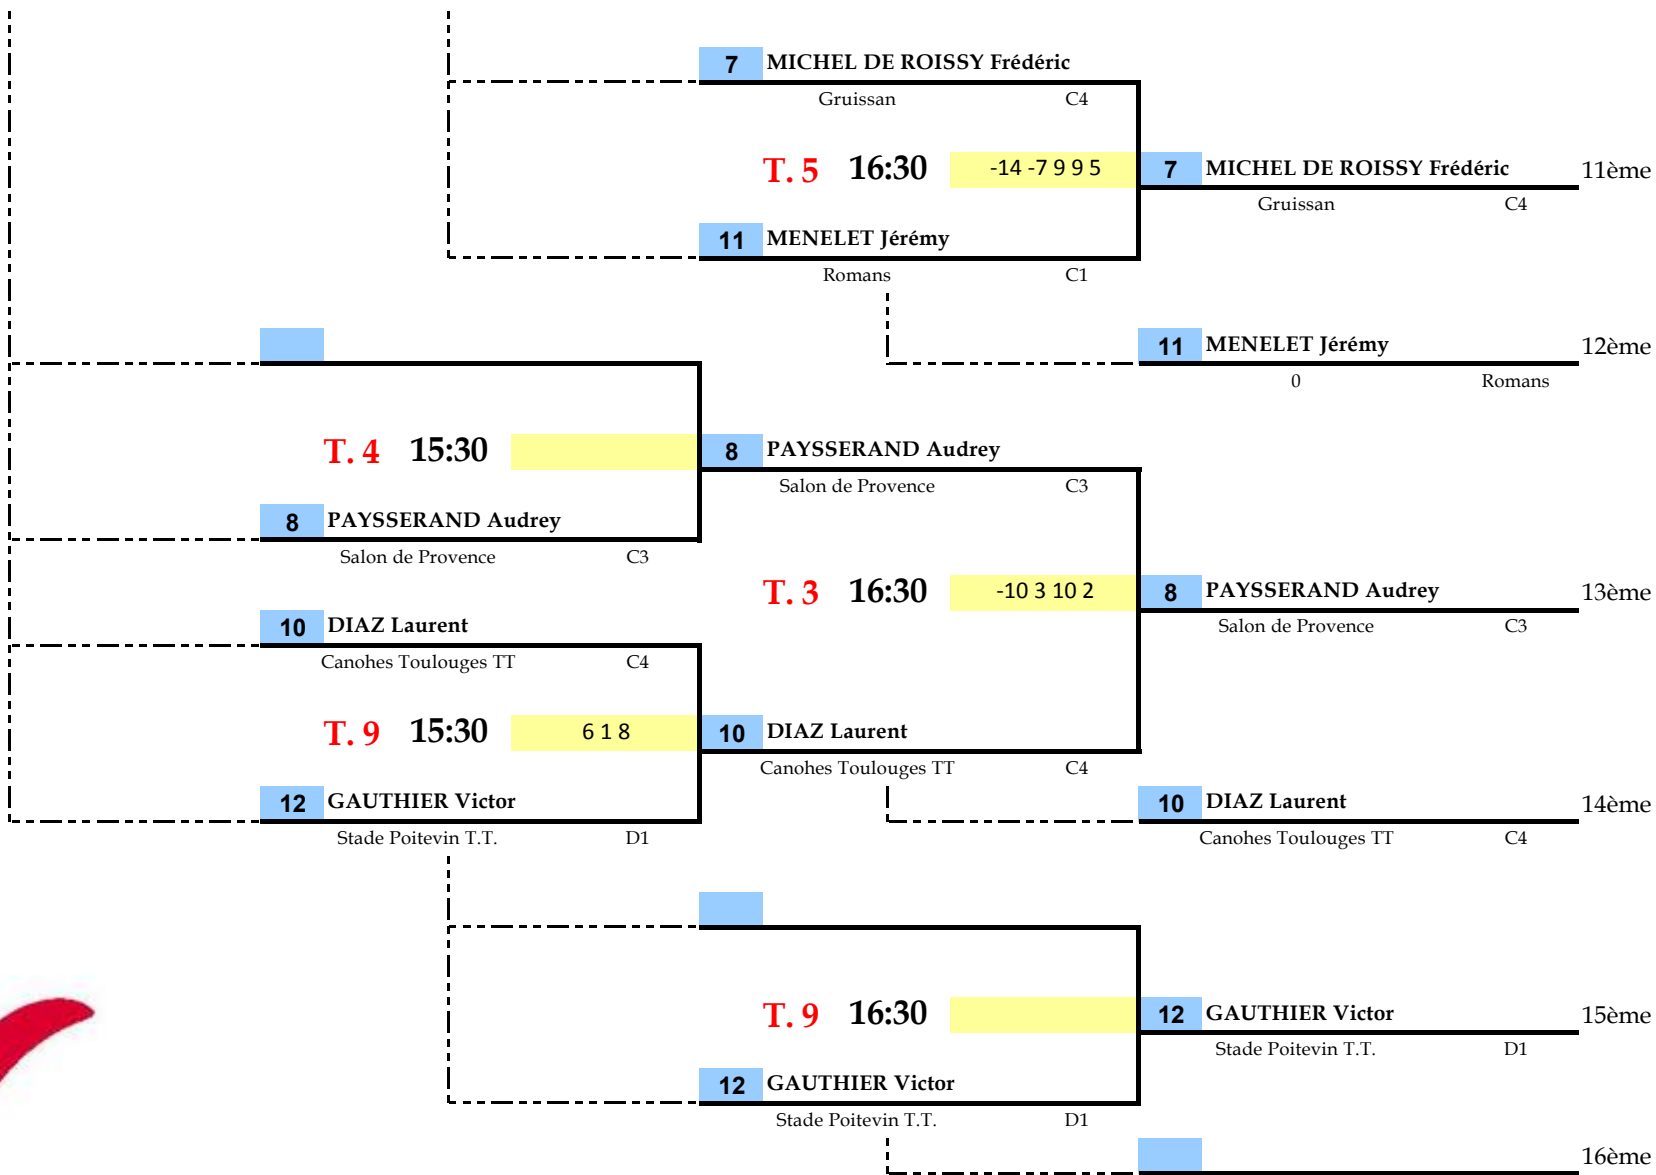 7 MICHEL DE ROISSY Frédéric
Gruissan C4
T. 5 16:30 -14 -7 9 9 5 7 MICHEL DE ROISSY Frédéric 11ème
Gruissan C4
11 MENELET Jérémy
Romans C1
11 MENELET Jérémy 12ème
0 Romans
T. 4 15:30 8 PAYSSERAND Audrey
Salon de Provence C3
8 PAYSSERAND Audrey
Salon de Provence C3
T. 3 16:30 -10 3 10 2 8 PAYSSERAND Audrey 13ème
Salon de Provence C3
10 DIAZ Laurent
Canohes Toulouges TT C4
T. 9 15:30 6 1 8 10 DIAZ Laurent
Canohes Toulouges TT C4
12 GAUTHIER Victor 10 DIAZ Laurent 14ème
Stade Poitevin T.T. D1 Canohes Toulouges TT C4
T. 9 16:30 12 GAUTHIER Victor 15ème
Stade Poitevin T.T. D1
12 GAUTHIER Victor
Stade Poitevin T.T. D1
16ème